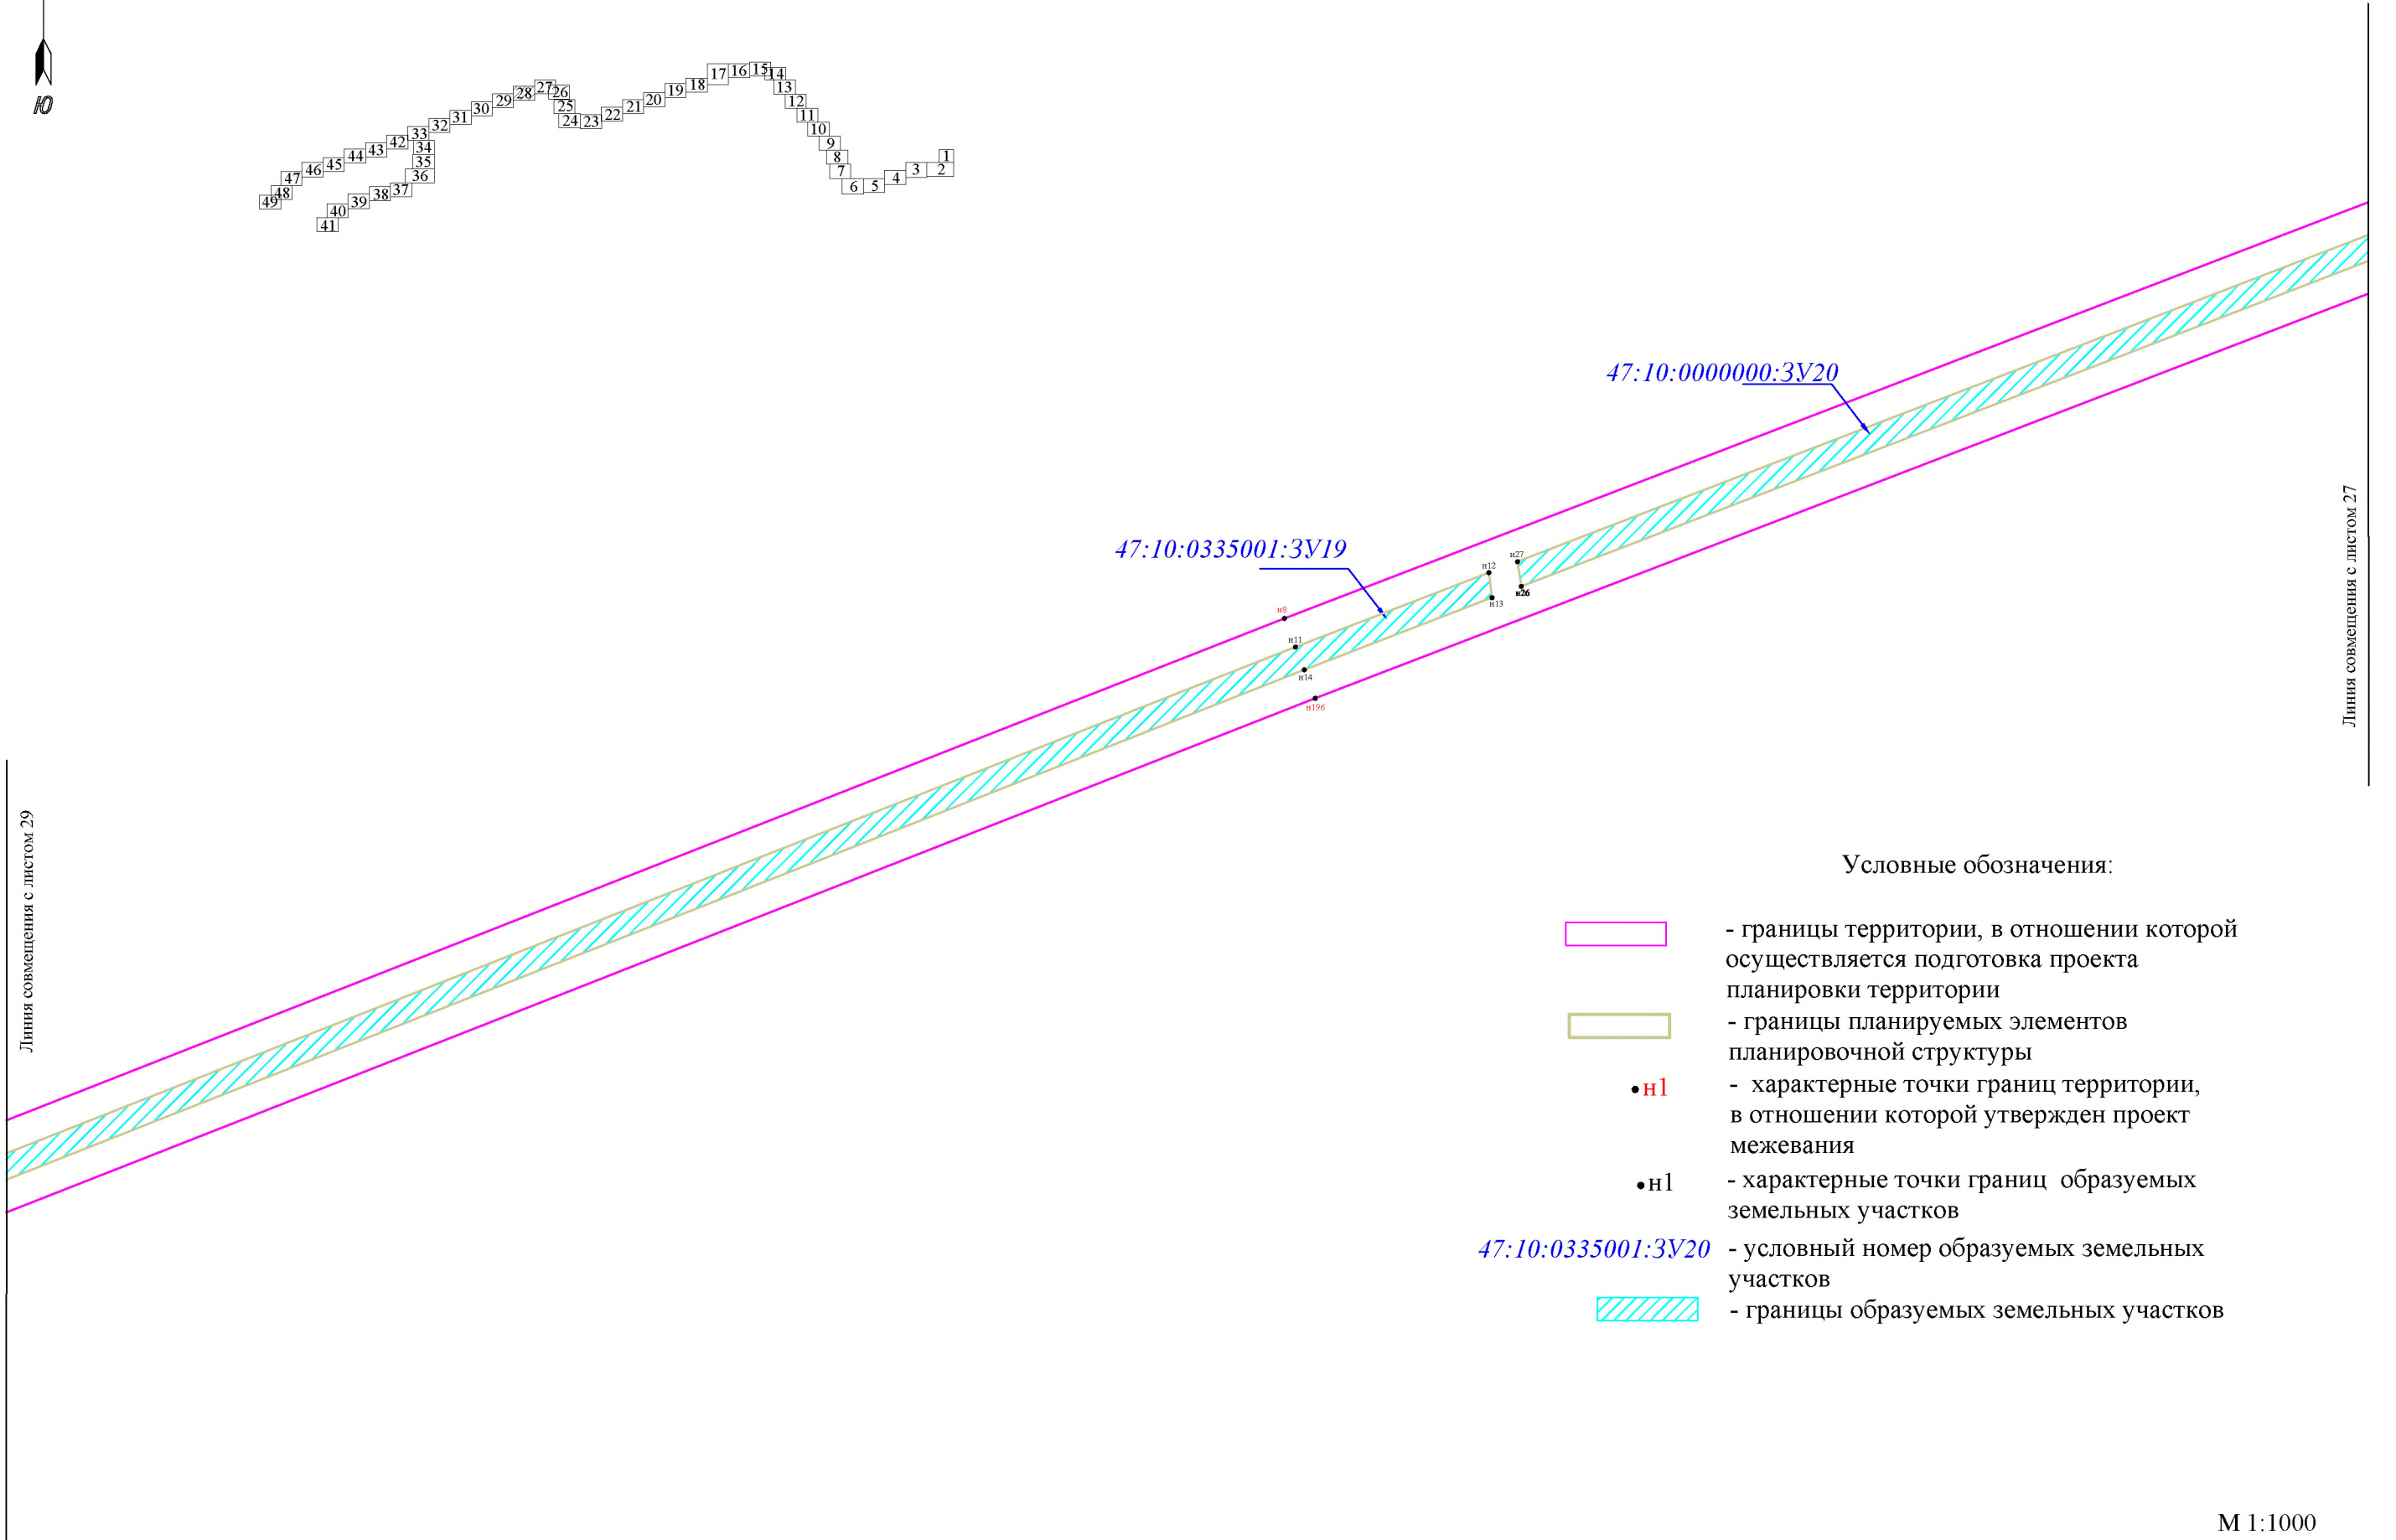 Ю
17 16 15 14
13
12
11
10
9
8
7
6 5 4 3 2
1
27
28 26
29 25
30 24 23 22 21 20 19 18
31
32
33
42 34
43 35
44 36
45 37
46 38
47 39
48 40
49 41
47:10:0000000:ЗУ20
47:10:0335001:ЗУ19
н27
н12
н26
н13
н8
н11
н14
н196
Линия совмещения с листом 27
Линия совмещения с листом 29
Условные обозначения:
- границы территории, в отношении которой
осуществляется подготовка проекта
планировки территории
- границы планируемых элементов
планировочной структуры
н1 - характерные точки границ территории,
в отношении которой утвержден проект
межевания
н1 - характерные точки границ образуемых
земельных участков
47:10:0335001:ЗУ20 - условный номер образуемых земельных
участков
- границы образуемых земельных участков
М 1:1000